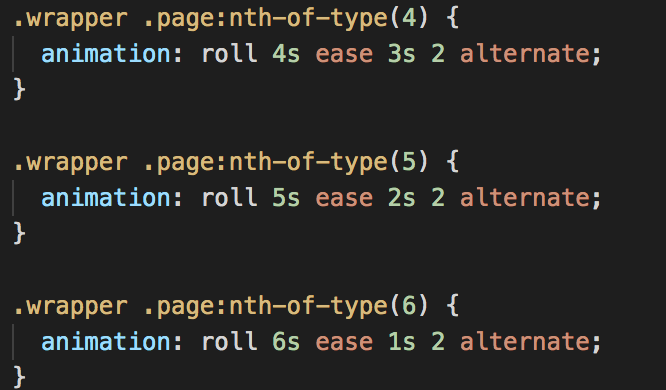 .wrapper .page:nth-of-type(4) {
  animation: roll 4s ease 3s 2 alternate;
}
.wrapper .page:nth-of-type(5) {
  animation: roll 5s ease 2s 2 alternate;
}
.wrapper .page:nth-of-type(6) {
  animation: roll 6s ease 1s 2 alternate;
}